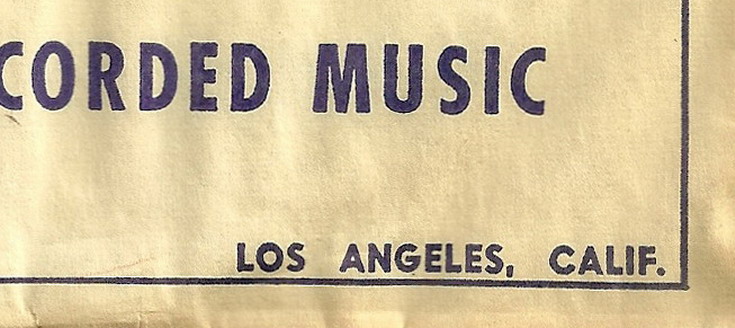 CORDED MUSIC
LOS ANGELES, CALIF.